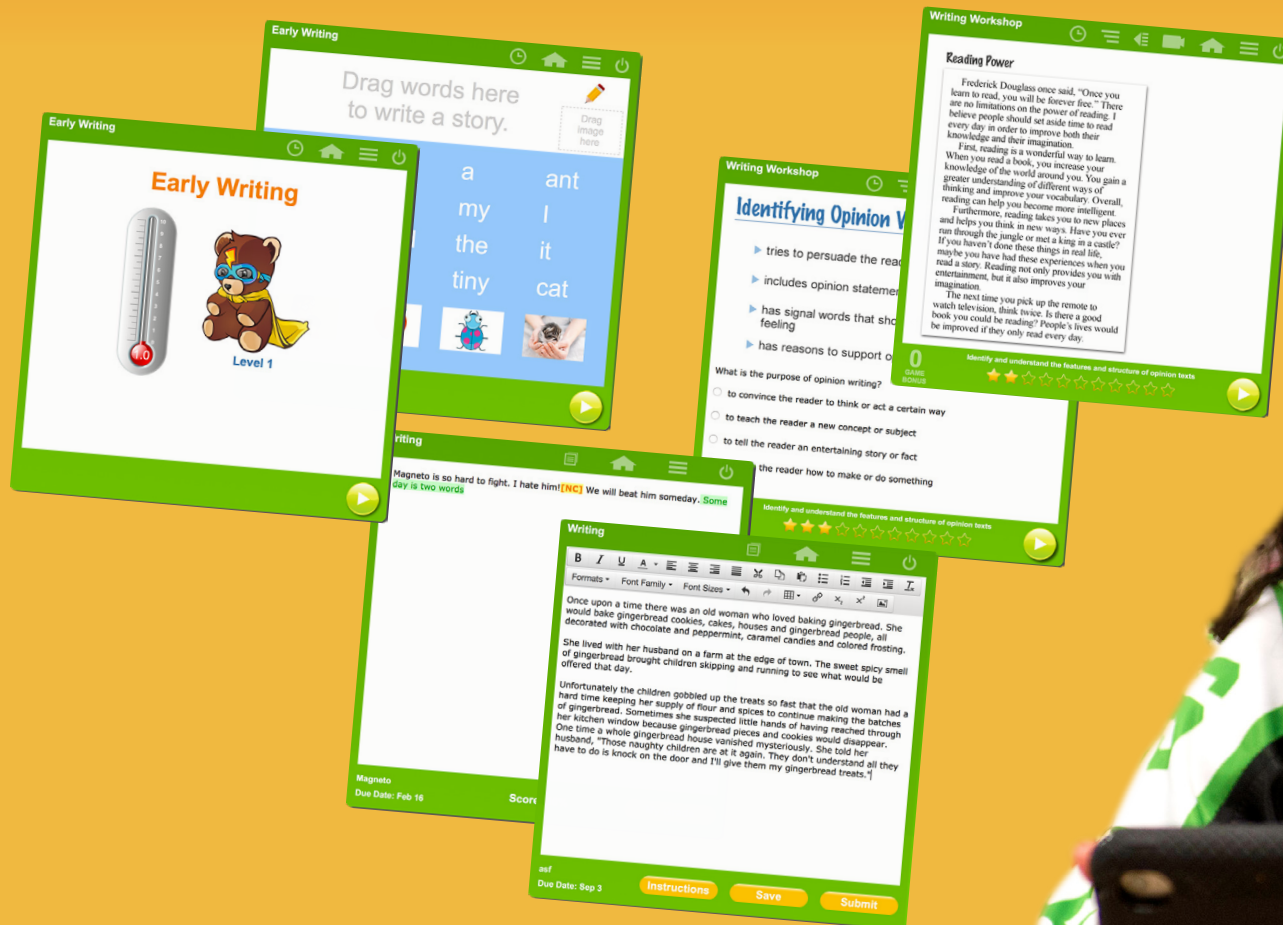 Early Writing
Early Writing
1.0
Level 1
Early Writing
Drag words here
to write a story.
Drag
image
here
a
ant
my
I
the
it
tiny
cat
Writing Workshop
Reading Power
Frederick Douglass once said, "Once you
learn to read, you will be forever free." There
are no limitations on the power of reading. I
believe people should set aside time to read
every day in order to improve both their
knowledge and their imagination.
First, reading is a wonderful way to learn.
When you read a book, you increase your
knowledge of the world around you. You gain a
greater understanding of different ways of
thinking and improve your vocabulary. Overall,
reading can help you become more intelligent.
Furthermore, reading takes you to new places
and helps you think in new ways. Have you ever
run through the jungle or met a king in a castle?
If you haven't done these things in real life,
maybe you have had these experiences when you
read a story. Reading not only provides you with
entertainment, but it also improves your
imagination.
The next time you pick up the remote to
watch television, think twice. Is there a good
book you could be reading? People's lives would
be improved if they only read every day.
0
GAME
BONUS
Identify and understand the features and structure of opinion texts
Writing Workshop
Identifying Opinion
tries to persuade the
includes opinion
has signal words that
feeling
has reasons to support
What is the purpose of opinion writing?
to convince the reader to think or act a certain way
to teach the reader a new concept or subject
to tell the reader an entertaining story or fact
the reader how to make or do something
Identify and understand the features and structure of opinion texts
Magneto is so hard to fight. I hate him![NC] We will beat him someday. Some
day is two words
Magneto
Due Date: Feb 16
Writing
B I U A
Formats Font Family Font Sizes
Once upon a time there was an old woman who loved baking gingerbread. She
would bake gingerbread cookies, cakes, houses and gingerbread people, all
decorated with chocolate and peppermint, caramel candies and colored frosting.
She lived with her husband on a farm at the edge of town. The sweet spicy smell
of gingerbread brought children skipping and running to see what would be
offered that day.
Unfortunately the children gobbled up the treats so fast that the old woman had a
hard time keeping her supply of flour and spices to continue making the batches
of gingerbread. Sometimes she suspected little hands of having reached through
her kitchen window because gingerbread pieces and cookies would disappear.
One time a whole gingerbread house vanished mysteriously. She told her
husband, "Those naughty children are at it again. They don't understand all they
have to do is knock on the door and I'll give them my gingerbread treats."
asf
Due Date: Sep 3
Instructions
Save
Submit